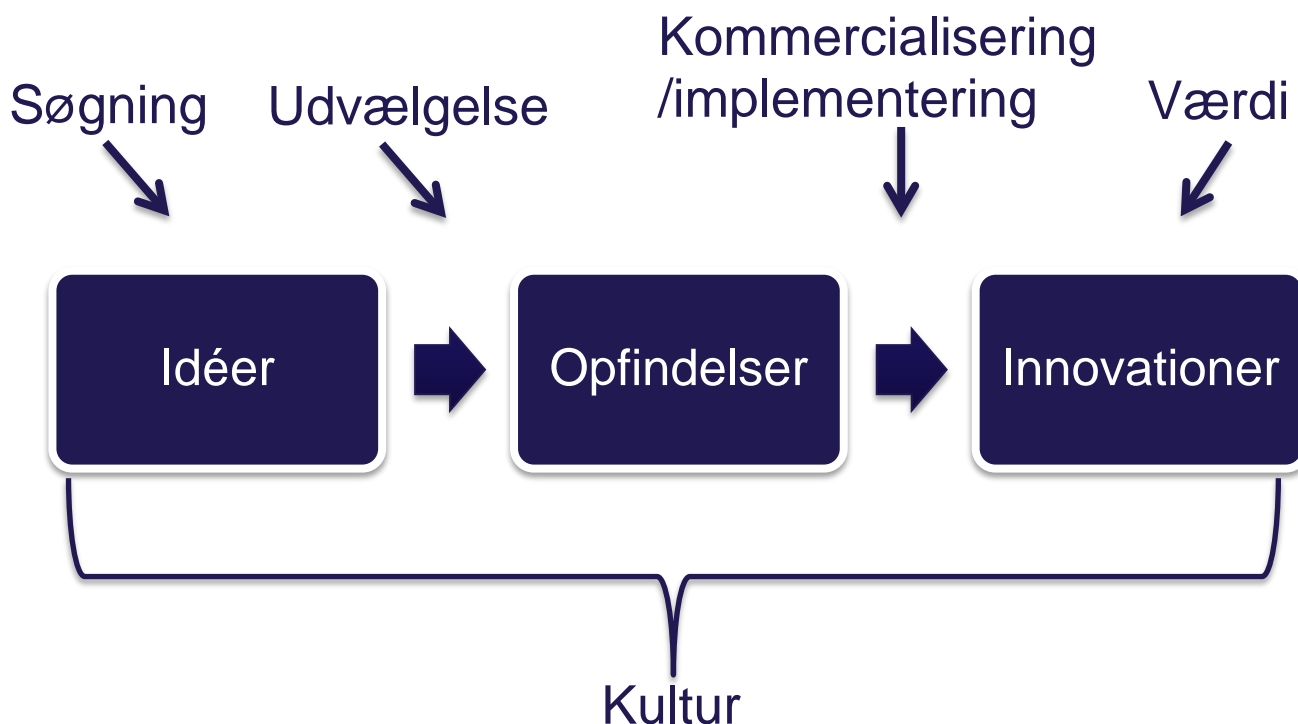 Kommercialisering
/implementering
Søgning
Udvælgelse
Værdi
Idéer
Opfindelser
Innovationer
Kultur